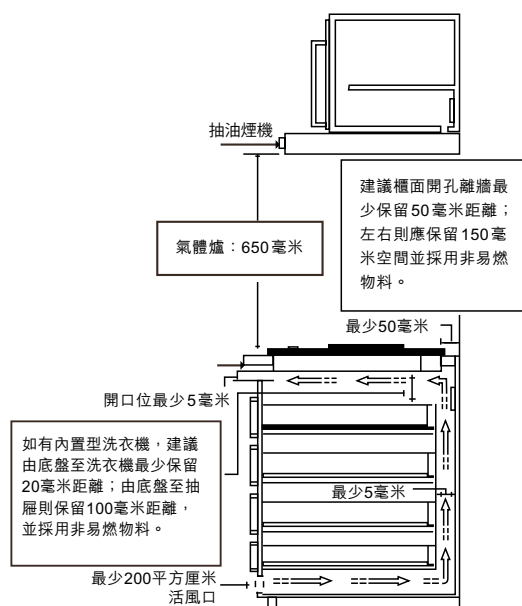 抽油煙機
建議櫃面開孔離牆最
少保留50毫米距離；
左右則應保留150毫
米空間並採用非易燃
物料。
氣體爐：650毫米
最少50毫米
開口位最少5毫米
如有內置型洗衣機，建議
由底盤至洗衣機最少保留
20毫米距離；由底盤至抽
屜則保留100毫米距離，
並採用非易燃物料。
最少5毫米
最少200平方厘米
活風口